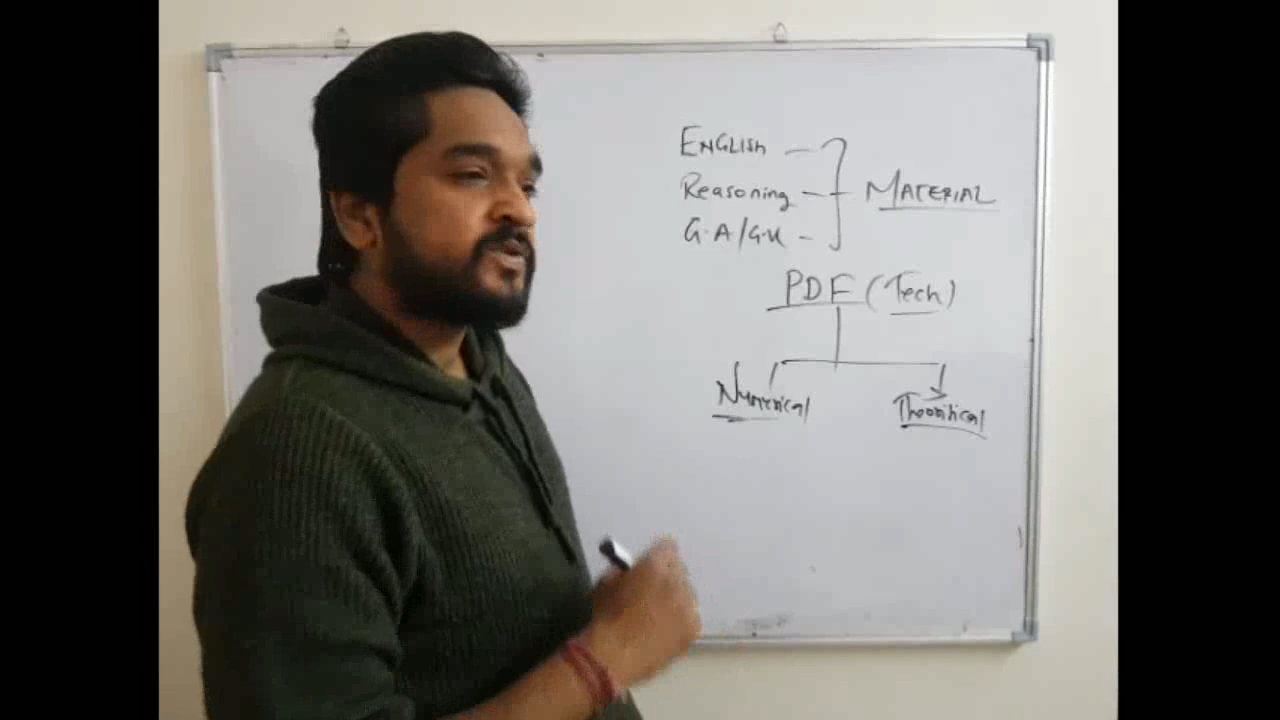 ENGLISH
Reasoning
G.A/G.K
MATERIAL
PDF (Tech)
Numerical
Theoritical